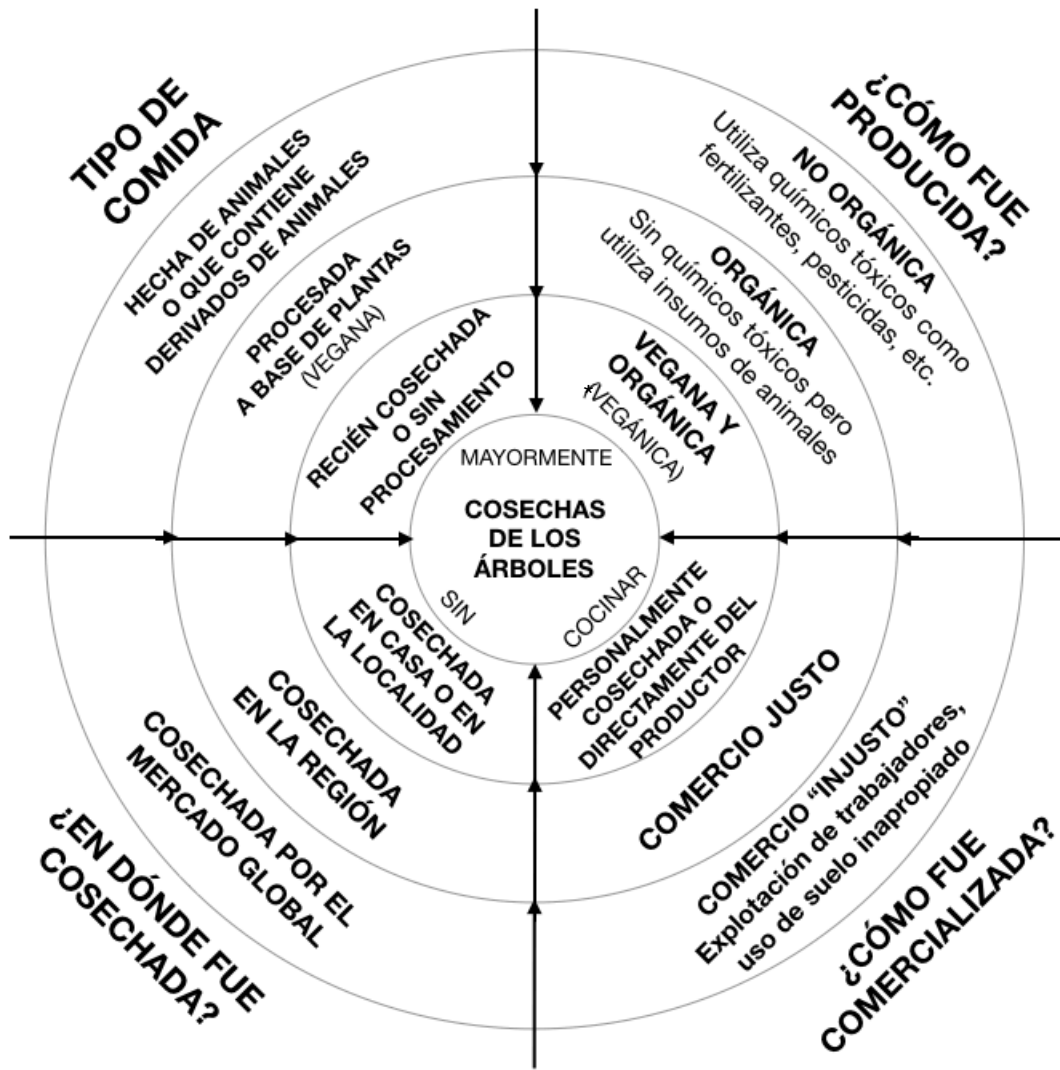 TIPO DE
COMIDA
HECHA DE ANIMALES
O QUE CONTIENE
DERIVADOS DE ANIMALES
PROCESADA
A BASE DE PLANTAS
(VEGANA)
RECIÉN COSECHADA
O SIN
PROCESAMIENTO
¿CÓMO FUE
PRODUCIDA?
NO ORGÁNICA
Utiliza químicos tóxicos como
fertilizantes, pesticidas, etc.
ORGÁNICA
Sin químicos tóxicos pero
utiliza insumos de animales
VEGANA Y
ORGÁNICA
*(VEGÁNICA)
MAYORMENTE
COSECHAS
DE LOS
ÁRBOLES
SIN
COCINAR
¿EN DÓNDE FUE
COSECHADA?
COSECHADA POR EL
MERCADO GLOBAL
COSECHADA
EN LA REGIÓN
COSECHADA
EN CASA O EN
LA LOCALIDAD
PERSONALMENTE
COSECHADA O
DIRECTAMENTE DEL
PRODUCTOR
COMERCIO JUSTO
COMERCIO “INJUSTO”
Explotación de trabajadores,
uso de suelo inapropiado
¿CÓMO FUE
COMERCIALIZADA?